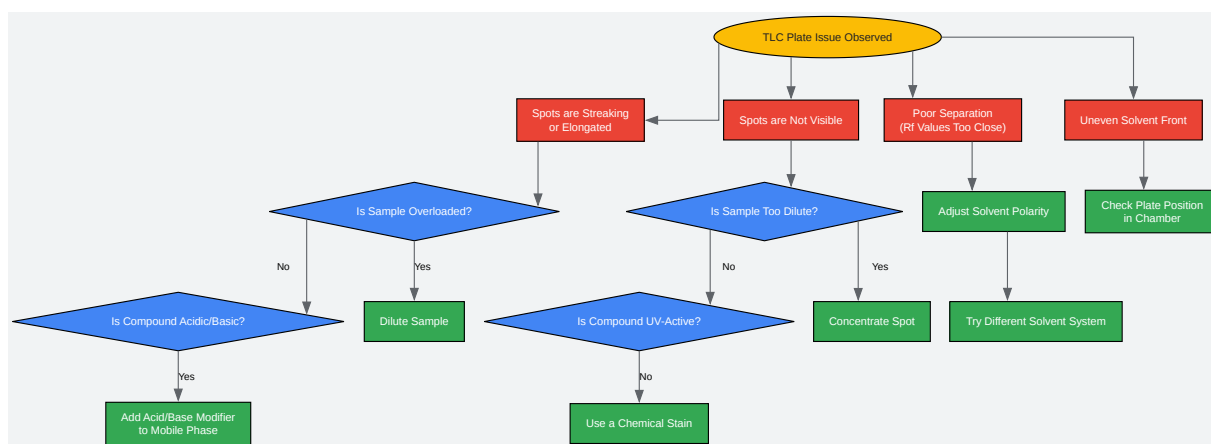 TLC Plate Issue Observed
Spots are Streaking
or Elongated
Spots are Not Visible
Poor Separation
(Rf Values Too Close)
Uneven Solvent Front
Is Sample Overloaded?
Is Sample Too Dilute?
Adjust Solvent Polarity
Check Plate Position
in Chamber
No
Yes
No
Yes
Is Compound Acidic/Basic?
Dilute Sample
Is Compound UV-Active?
Concentrate Spot
Try Different Solvent System
Yes
No
Add Acid/Base Modifier
to Mobile Phase
Use a Chemical Stain